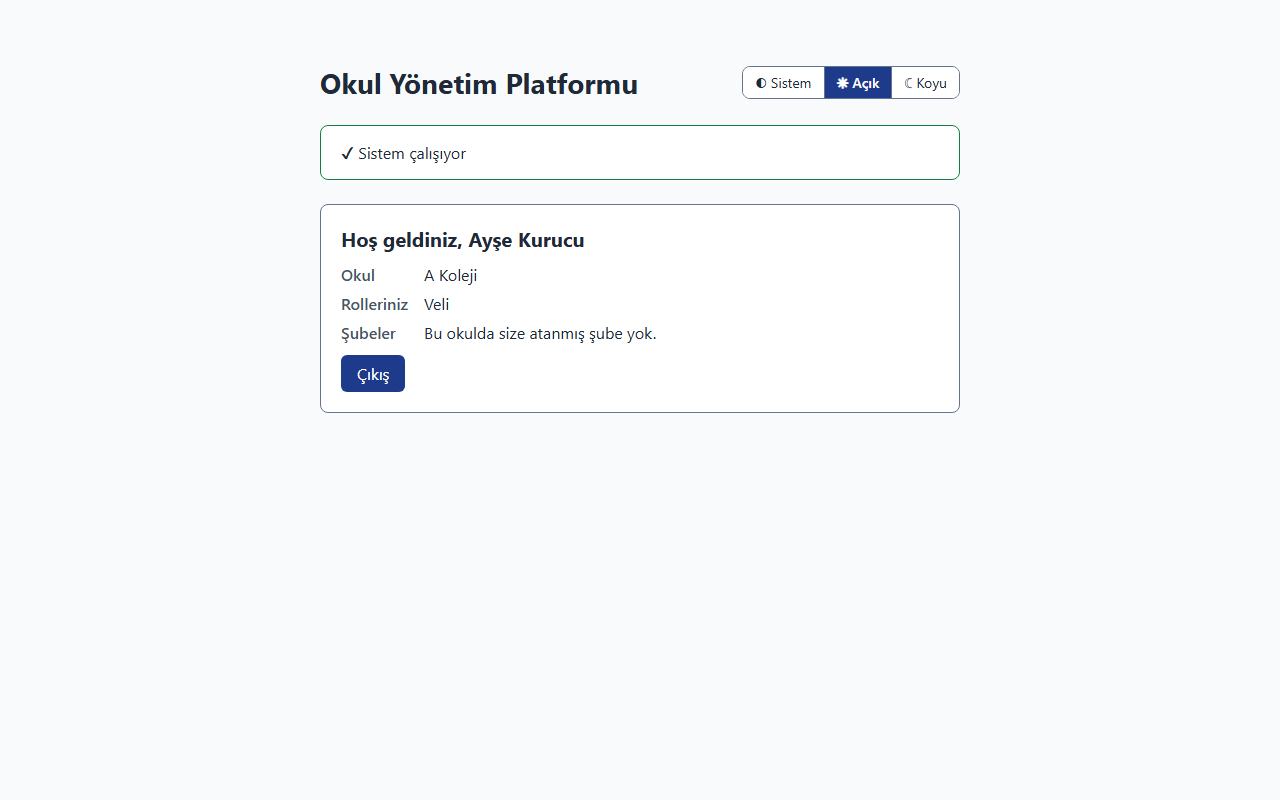 Okul Yönetim Platformu
◐ Sistem ✱ Açık ☾ Koyu
✓ Sistem çalışıyor
Hoş geldiniz, Ayşe Kurucu
Okul A Koleji
Rolleriniz Veli
Şubeler Bu okulda size atanmış şube yok.
Çıkış